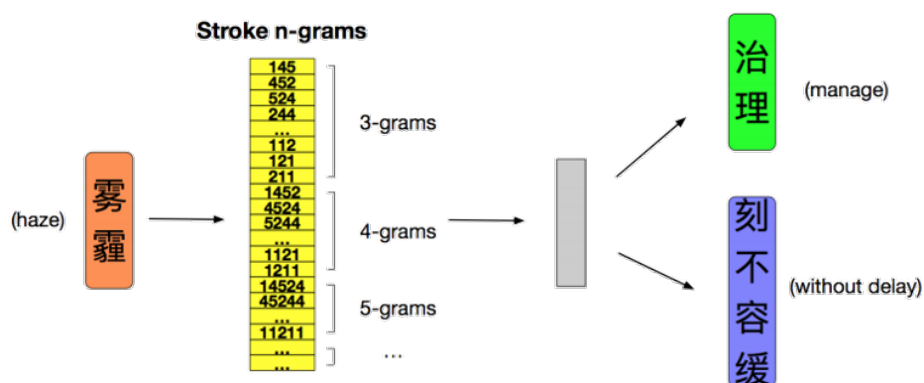 Stroke n-grams
(haze)
雾霾
145
452
524
244
...
112
121
211
1452
4524
5244
...
1121
1211
14524
45244
...
11211
...
...
3-grams
4-grams
5-grams
...
治理
(manage)
刻不容缓
(without delay)